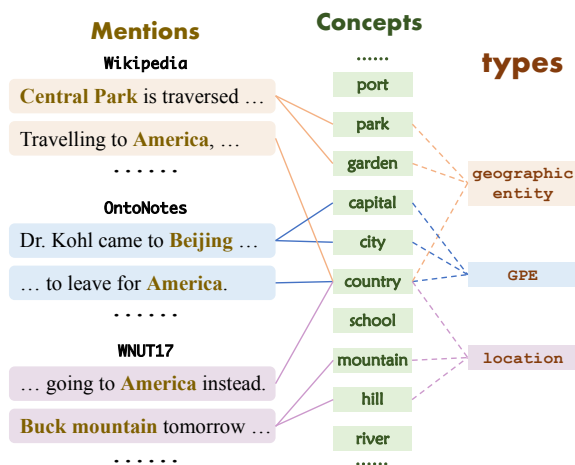 Mentions
Wikipedia
Central Park is traversed …
Travelling to America, …
......
OntoNotes
Dr. Kohl came to Beijing …
… to leave for America.
......
WNUT17
… going to America instead.
Buck mountain tomorrow …
......
Concepts
......
port
park
garden
capital
city
country
school
mountain
hill
river
......
types
geographic
entity
GPE
location